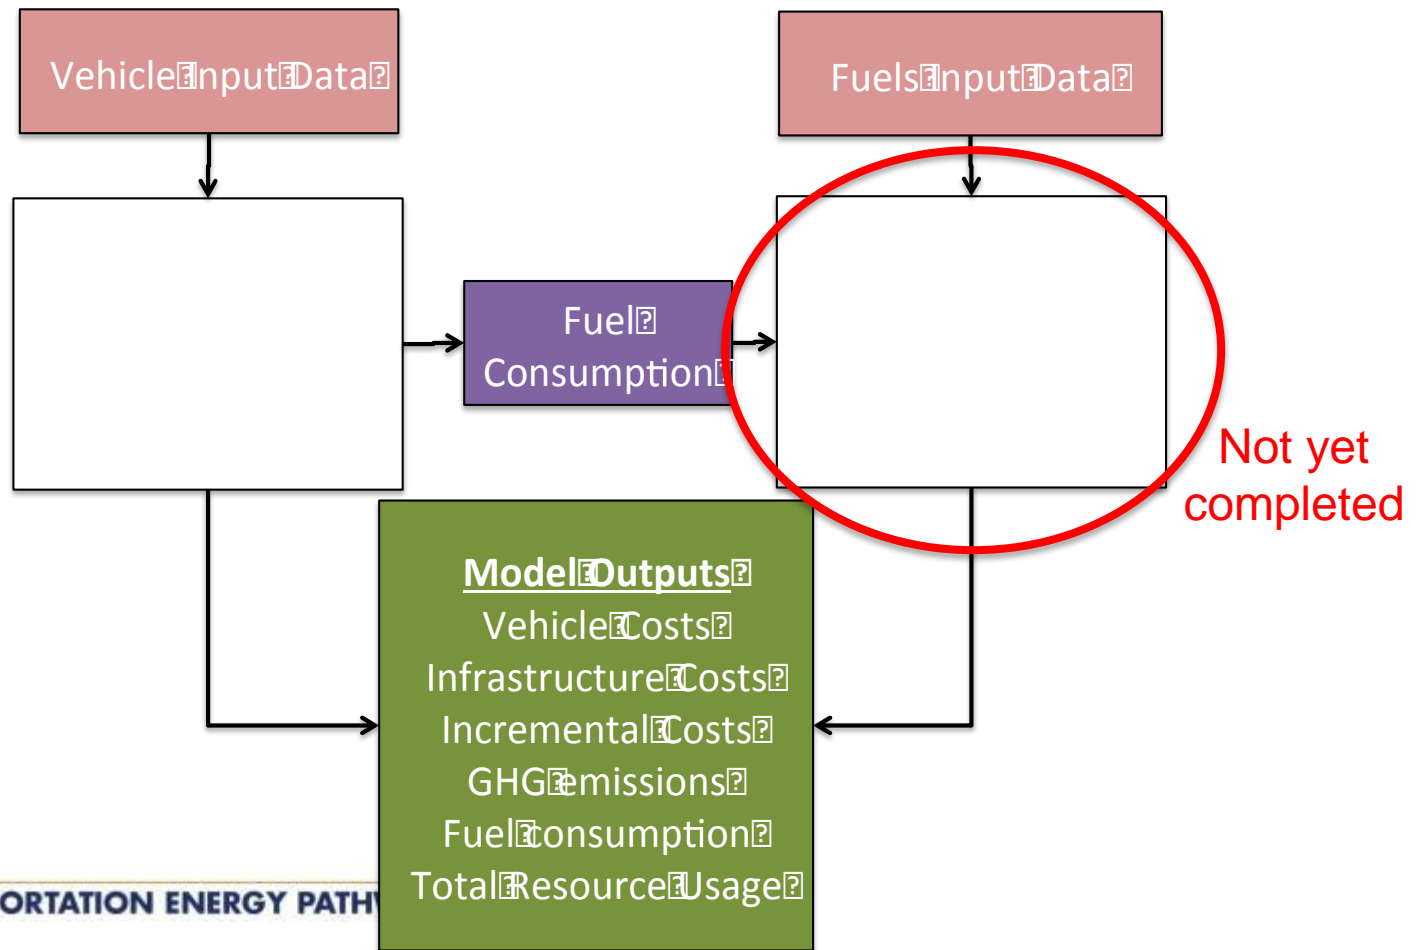 Vehicle Input Data
Fuels Input Data
Fuel
Consumption
Not yet
completed
Model Outputs
Vehicle Costs
Infrastructure Costs
Incremental Costs
GHG emissions
Fuel consumption
Total Resource Usage
ORTATION ENERGY PATH